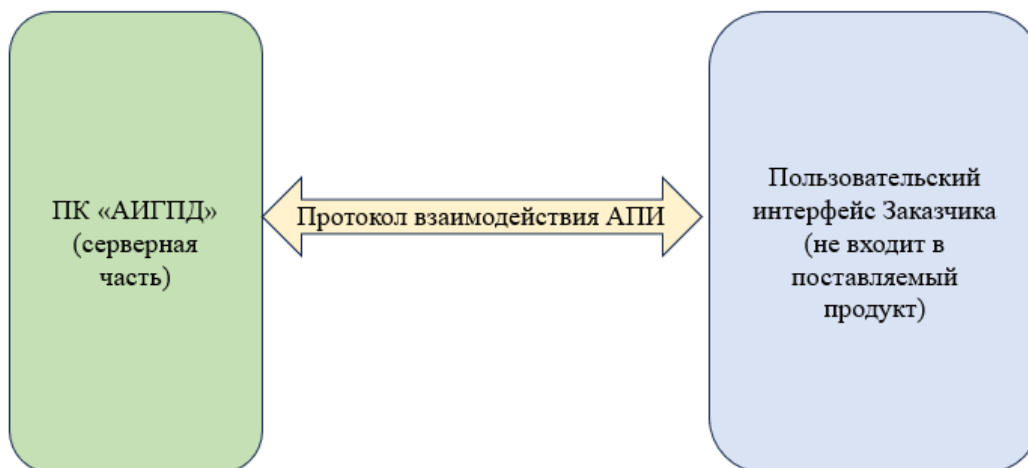 ПК «АИГПД»
(серверная
часть)
Протокол взаимодействия АПИ
Пользовательский
интерфейс Заказчика
(не входит в
поставляемый
продукт)